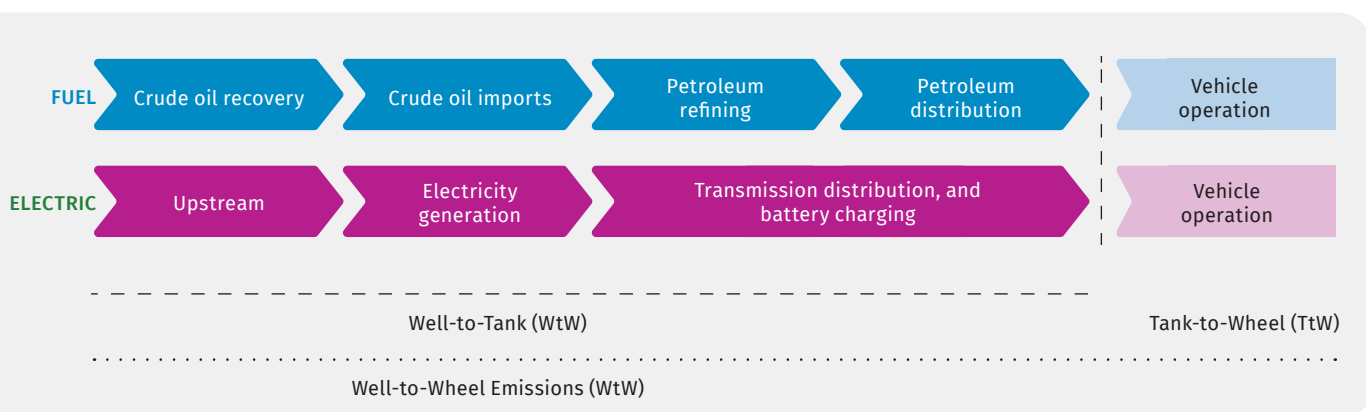 FUEL
Crude oil recovery
Crude oil imports
Petroleum
refining
Petroleum
distribution
Vehicle
operation
ELECTRIC
Upstream
Electricity
generation
Transmission distribution, and
battery charging
Vehicle
operation
Well-to-Tank (WtW)
Tank-to-Wheel (TtW)
Well-to-Wheel Emissions (WtW)